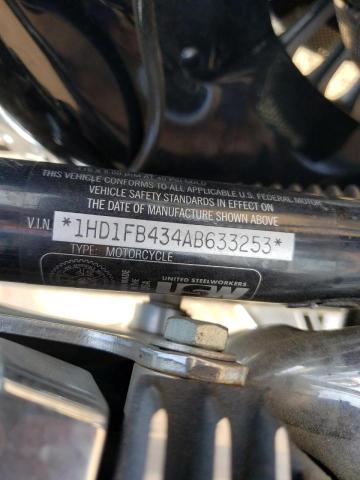 THIS VEHICLE CONFORMS TO ALL APPLICABLE U.S. FEDERAL MOTOR
VEHICLE SAFETY STANDARDS IN EFFECT ON
THE DATE OF MANUFACTURE SHOWN ABOVE
V.I.N. *1HD1FB434AB633253*
TYPE: MOTORCYCLE
UNITED STEELWORKERS
MADE
USW